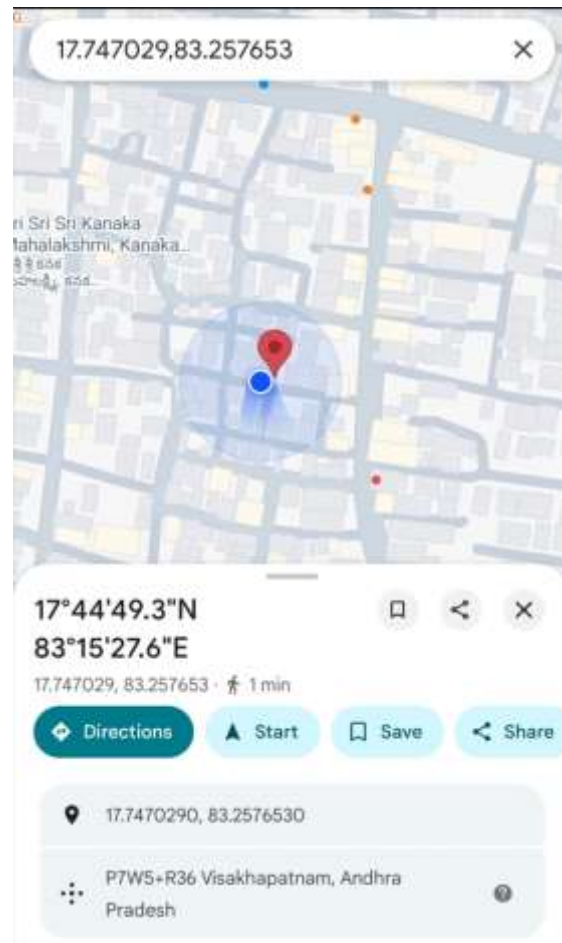 17.747029,83.257653
ri Sri Sri Kanaka
Mahalakshmi, Kanaka...
17°44'49.3"N
83°15'27.6"E
17.747029, 83.257653 · 1 min
Directions
Start
Save
Share
17.7470290, 83.2576530
P7W5+R36 Visakhapatnam, Andhra
Pradesh